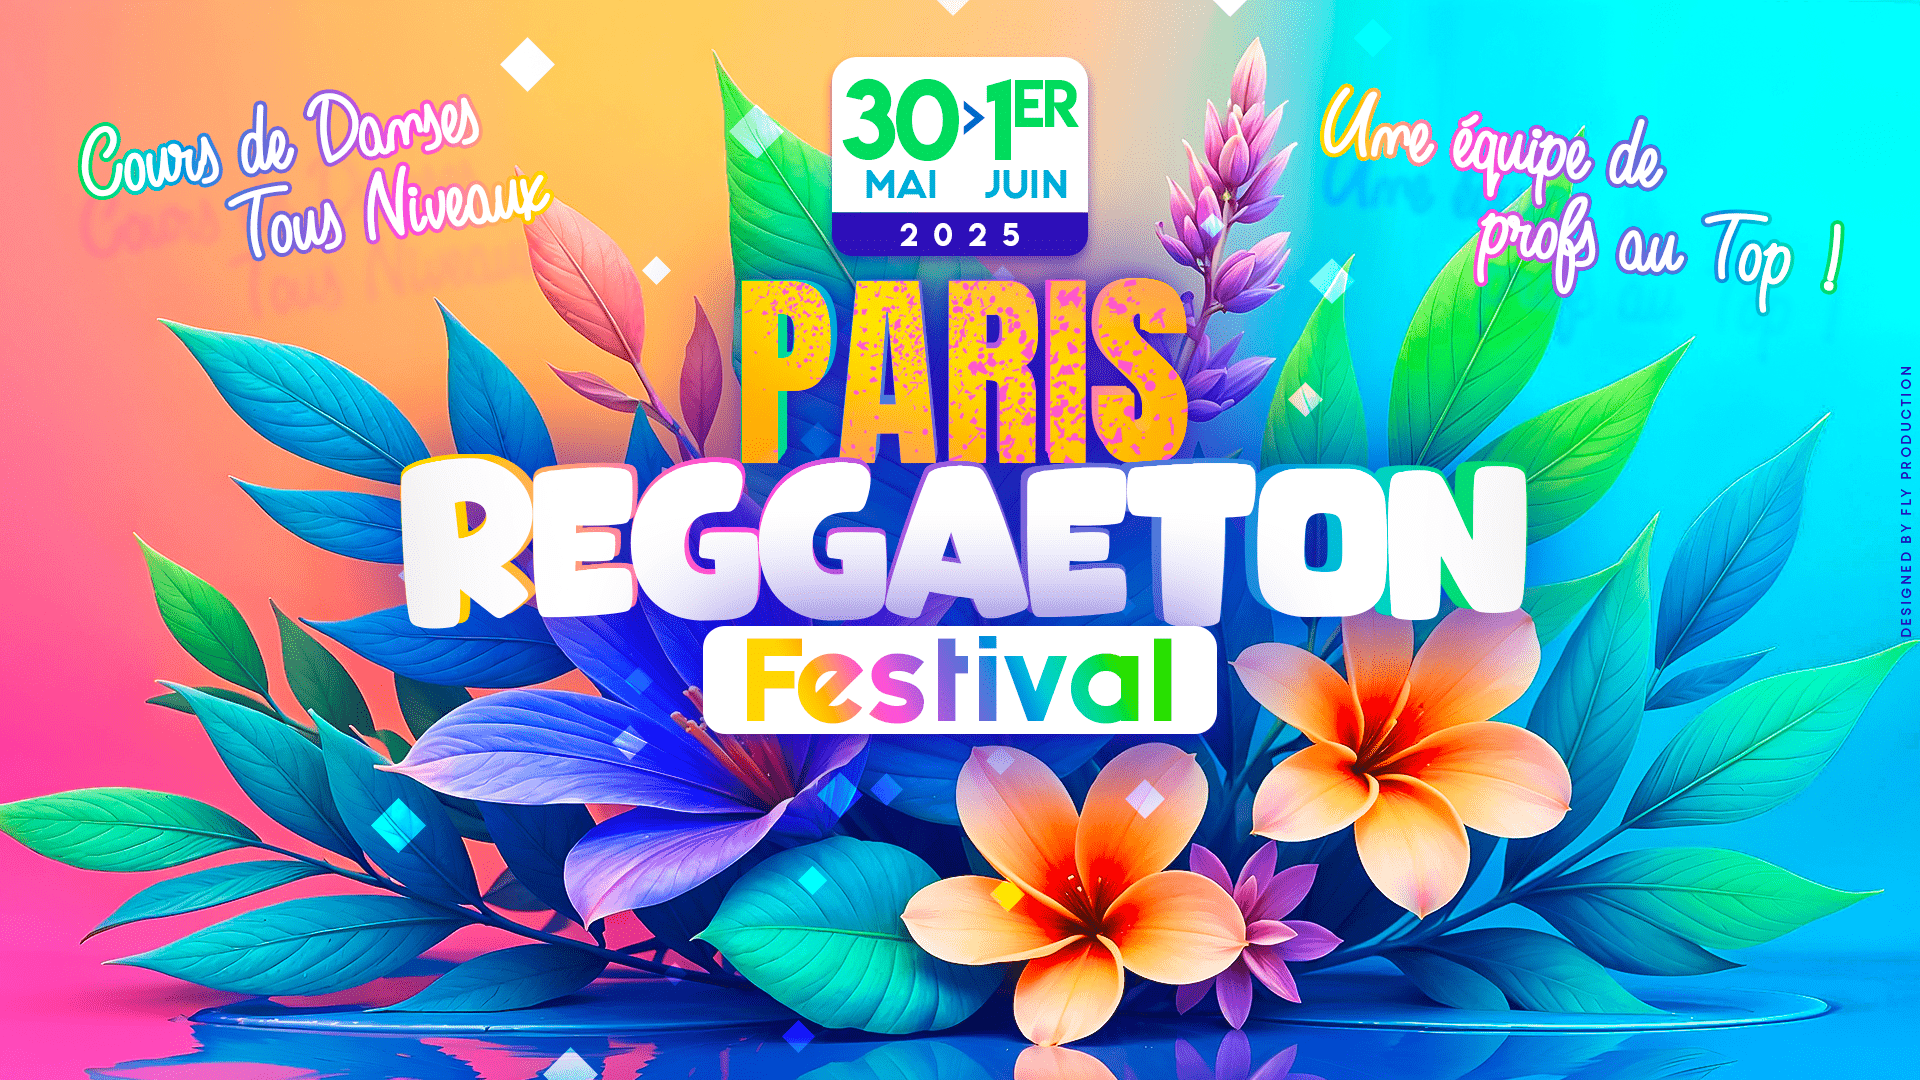 Cours de Danses
Tous Niveaux
30>1ER
MAI JUIN
2025
Une équipe de
profs au Top !
PARIS
REGGAETON
Festival
DESIGNED BY FLY PRODUCTION